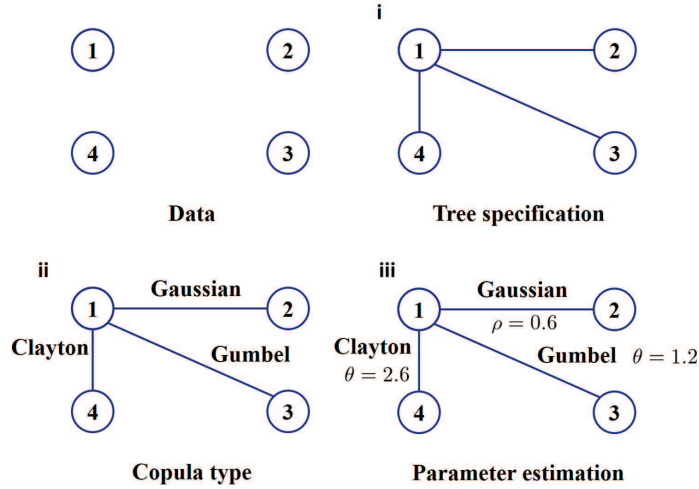 1 2
4 3
Data
i
1 2
4 3
Tree specification
ii
Gaussian
1 2
Clayton Gumbel
4 3
Copula type
iii
Gaussian
1 2
ρ = 0.6
Clayton Gumbel θ = 1.2
θ = 2.6
4 3
Parameter estimation